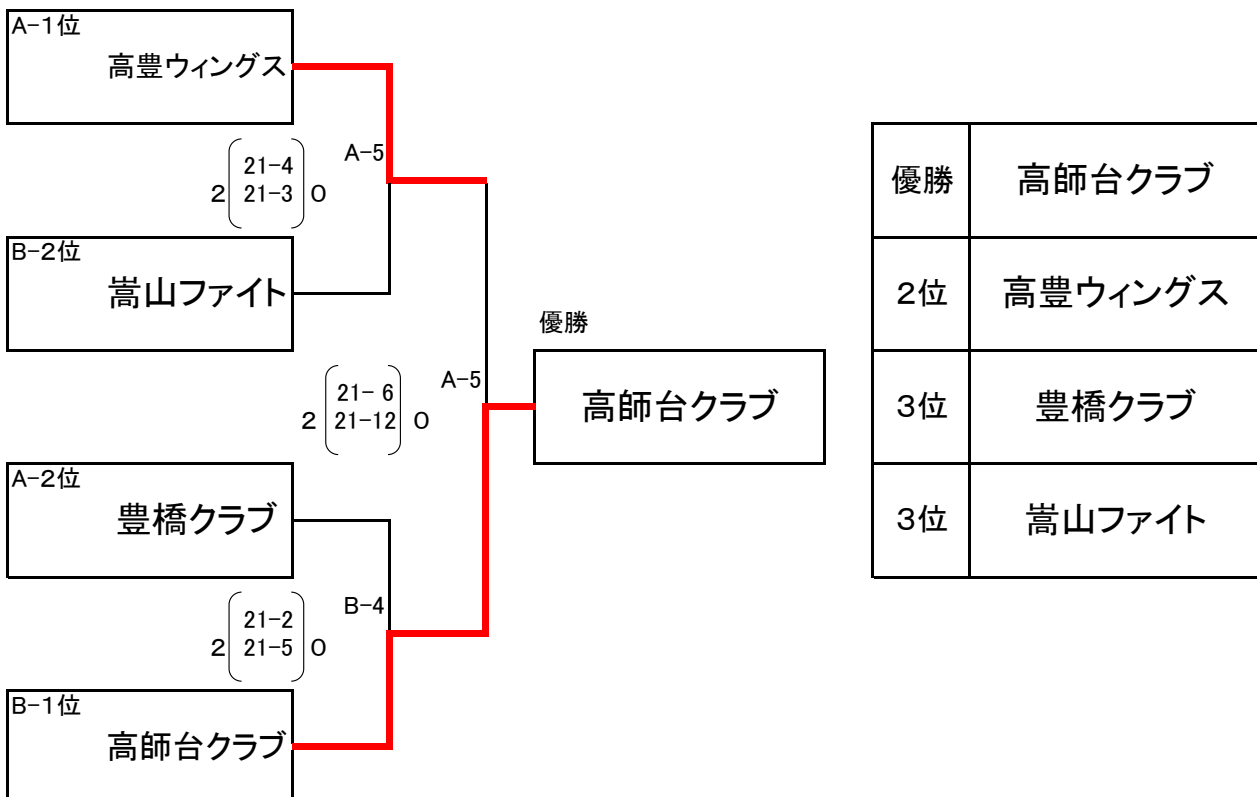 A-1位
高豊ウィングス
A-5
21-4
2 21-3 0
B-2位
嵩山ファイト
A-5
21- 6
2 21-12 0
A-2位
豊橋クラブ
B-4
21-2
2 21-5 0
B-1位
高師台クラブ
優勝
高師台クラブ
優勝 高師台クラブ
2位 高豊ウィングス
3位 豊橋クラブ
3位 嵩山ファイト